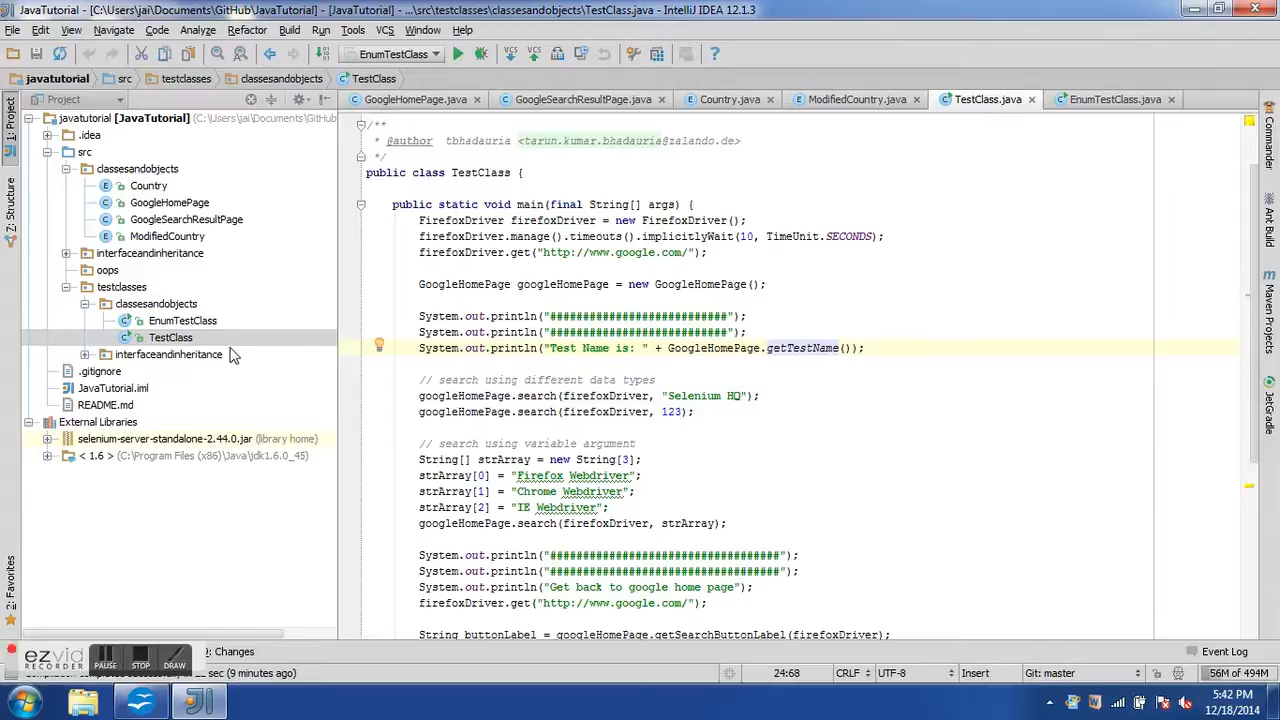 JavaTutorial - [C:\Users\jai\Documents\GitHub\JavaTutorial] - [JavaTutorial] - ...\src\testclasses\classesandobjects\TestClass.java - IntelliJ IDEA 12.1.3
File Edit View Navigate Code Analyze Refactor Build Run Tools VCS Window Help
EnumTestClass
javatutorial src testclasses classesandobjects TestClass
Project
GoogleHomePage.java GoogleSearchResultPage.java Country.java ModifiedCountry.java TestClass.java EnumTestClass.java
1: Project
Z: Structure
2: Favorites
javatutorial [JavaTutorial] (C:\Users\jai\Documents\GitHub
.idea
src
classesandobjects
Country
GoogleHomePage
GoogleSearchResultPage
ModifiedCountry
interfaceandinheritance
oops
testclasses
classesandobjects
EnumTestClass
TestClass
interfaceandinheritance
.gitignore
JavaTutorial.iml
README.md
External Libraries
selenium-server-standalone-2.44.0.jar (library home)
< 1.6 > (C:\Program Files (x86)\Java\jdk1.6.0_45)
/**
* @author tbhadauria <tarun.kumar.bhadauria@zalando.de>
*/
public class TestClass {
public static void main(final String[] args) {
FirefoxDriver firefoxDriver = new FirefoxDriver();
firefoxDriver.manage().timeouts().implicitlyWait(10, TimeUnit.SECONDS);
firefoxDriver.get("http://www.google.com/");
GoogleHomePage googleHomePage = new GoogleHomePage();
System.out.println("###########################");
System.out.println("###########################");
System.out.println("Test Name is: " + GoogleHomePage.getTestName());
// search using different data types
googleHomePage.search(firefoxDriver, "Selenium HQ");
googleHomePage.search(firefoxDriver, 123);
// search using variable argument
String[] strArray = new String[3];
strArray[0] = "Firefox Webdriver";
strArray[1] = "Chrome Webdriver";
strArray[2] = "IE Webdriver";
googleHomePage.search(firefoxDriver, strArray);
System.out.println("###################################");
System.out.println("###################################");
System.out.println("Get back to google home page");
firefoxDriver.get("http://www.google.com/");
String buttonLabel = googleHomePage.getSearchButtonLabel(firefoxDriver);
Commander
Ant Build
Maven Projects
JetGradle
ezvid
RECORDER
PAUSE STOP DRAW
: Changes
Event Log
(9 minutes ago)
24:68 CRLF UTF-8 Insert Git: master 56M of 494M
5:42 PM
12/18/2014